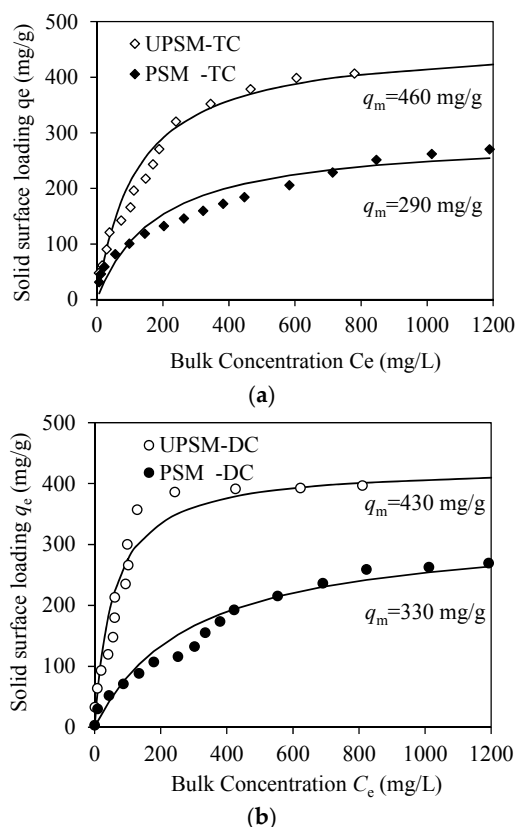 500
400
300
200
100
0
Solid surface loading qe (mg/g)
UPSM-TC
PSM -TC
qm=460 mg/g
qm=290 mg/g
0 200 400 600 800 1000 1200
Bulk Concentration Ce (mg/L)
(a)
500
400
300
200
100
0
Solid surface loading qe (mg/g)
UPSM-DC
PSM -DC
qm=430 mg/g
qm=330 mg/g
0 200 400 600 800 1000 1200
Bulk Concentration Ce (mg/L)
(b)